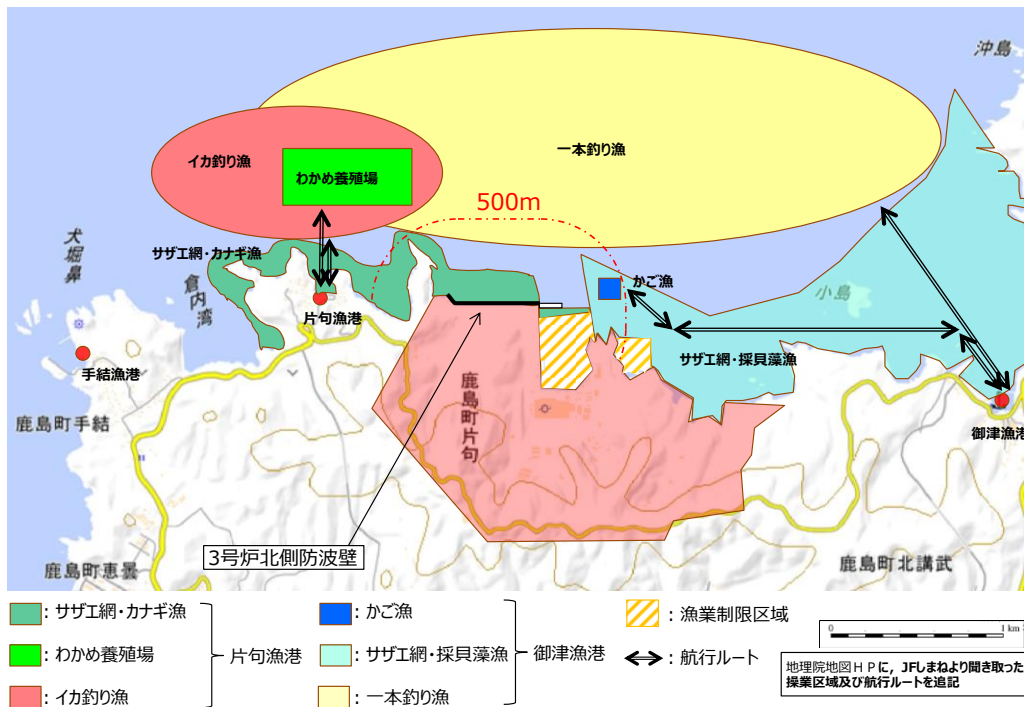 沖島
一本釣り漁
イカ釣り漁
わかめ養殖場
500m
犬堀鼻
サザエ網・カナギ漁
倉内湾
かご漁
小島
片句漁港
サザエ網・採貝藻漁
手結漁港
鹿島町片句
鹿島町手結
御津漁港
3号炉北側防波壁
鹿島町恵曇
鹿島町北講武
：サザエ網・カナギ漁
：わかめ養殖場
：イカ釣り漁
片句漁港
：かご漁
：サザエ網・採貝藻漁
：一本釣り漁
御津漁港
：漁業制限区域
：航行ルート
0 1 km
地理院地図ＨＰに，JFしまねより聞き取った
操業区域及び航行ルートを追記